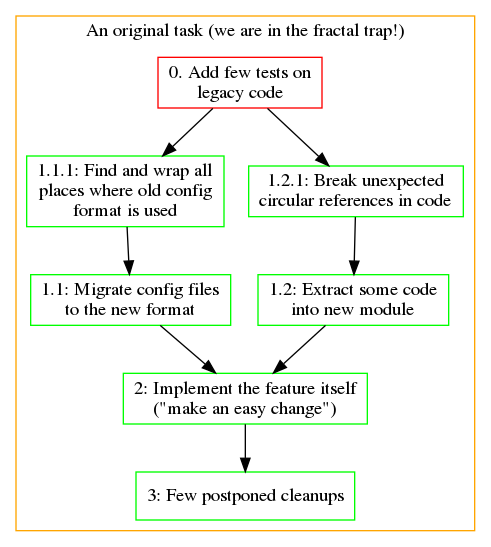 An original task (we are in the fractal trap!)
0. Add few tests on
legacy code
1.1.1: Find and wrap all
places where old config
format is used
1.2.1: Break unexpected
circular references in code
1.1: Migrate config files
to the new format
1.2: Extract some code
into new module
2: Implement the feature itself
("make an easy change")
3: Few postponed cleanups